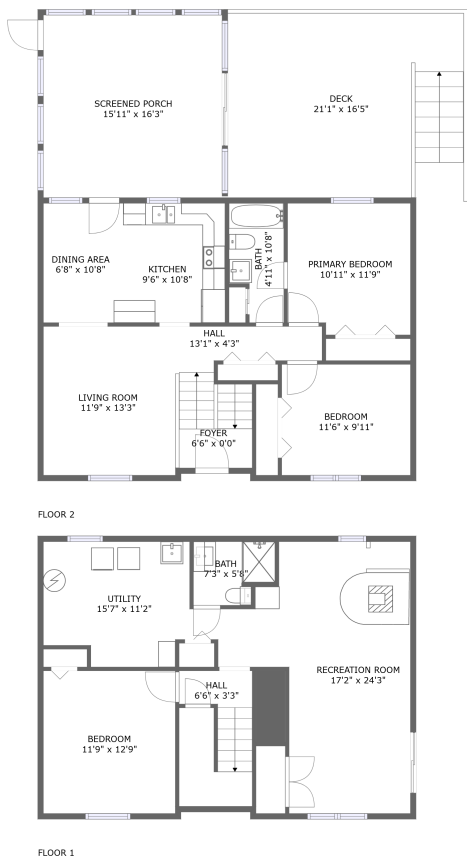 SCREENED PORCH
15'11" x 16'3"
DECK
21'1" x 16'5"
DINING AREA
6'8" x 10'8"
KITCHEN
9'6" x 10'8"
BATH
4'11" x 10'8"
PRIMARY BEDROOM
10'11" x 11'9"
HALL
13'1" x 4'3"
LIVING ROOM
11'9" x 13'3"
FOYER
6'6" x 0'0"
BEDROOM
11'6" x 9'11"
FLOOR 2
BATH
7'3" x 5'8"
UTILITY
15'7" x 11'2"
RECREATION ROOM
17'2" x 24'3"
HALL
6'6" x 3'3"
BEDROOM
11'9" x 12'9"
FLOOR 1